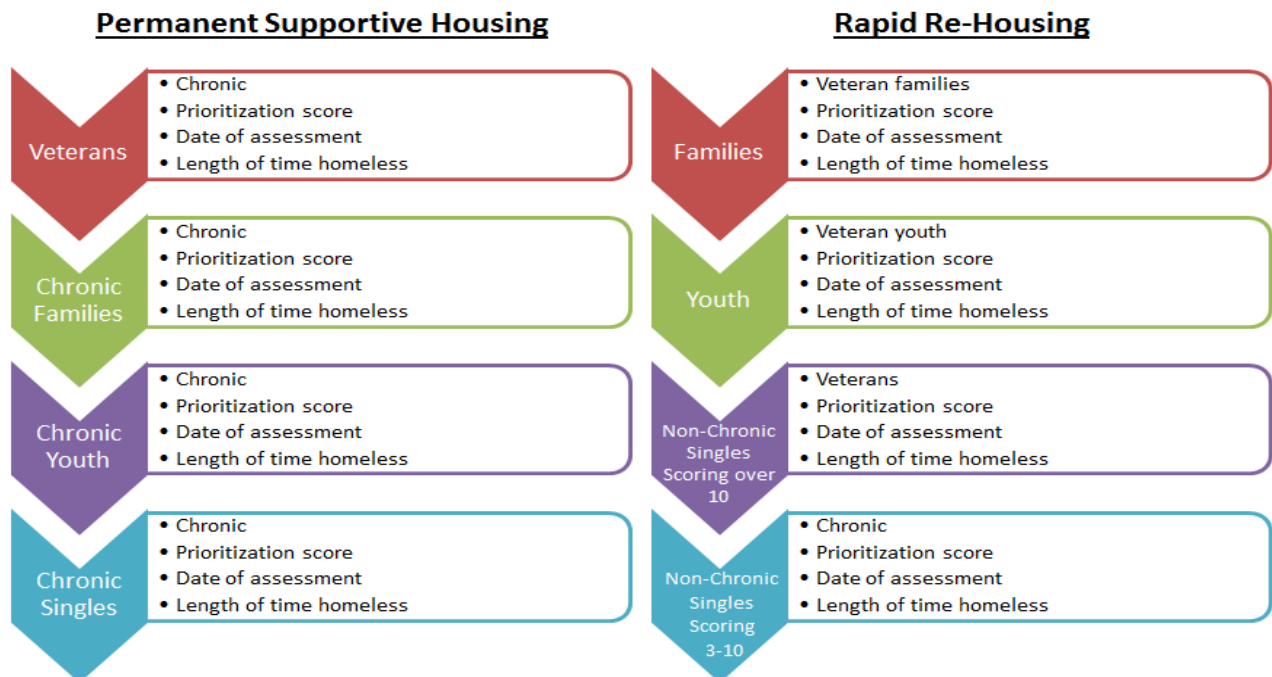 Permanent Supportive Housing
Veterans
• Chronic
• Prioritization score
• Date of assessment
• Length of time homeless
Chronic
Families
• Chronic
• Prioritization score
• Date of assessment
• Length of time homeless
Chronic
Youth
• Chronic
• Prioritization score
• Date of assessment
• Length of time homeless
Chronic
Singles
• Chronic
• Prioritization score
• Date of assessment
• Length of time homeless
Rapid Re-Housing
Families
• Veteran families
• Prioritization score
• Date of assessment
• Length of time homeless
Youth
• Veteran youth
• Prioritization score
• Date of assessment
• Length of time homeless
Non-Chronic
Singles
Scoring over
10
• Veterans
• Prioritization score
• Date of assessment
• Length of time homeless
Non-Chronic
Singles
Scoring
3-10
• Chronic
• Prioritization score
• Date of assessment
• Length of time homeless